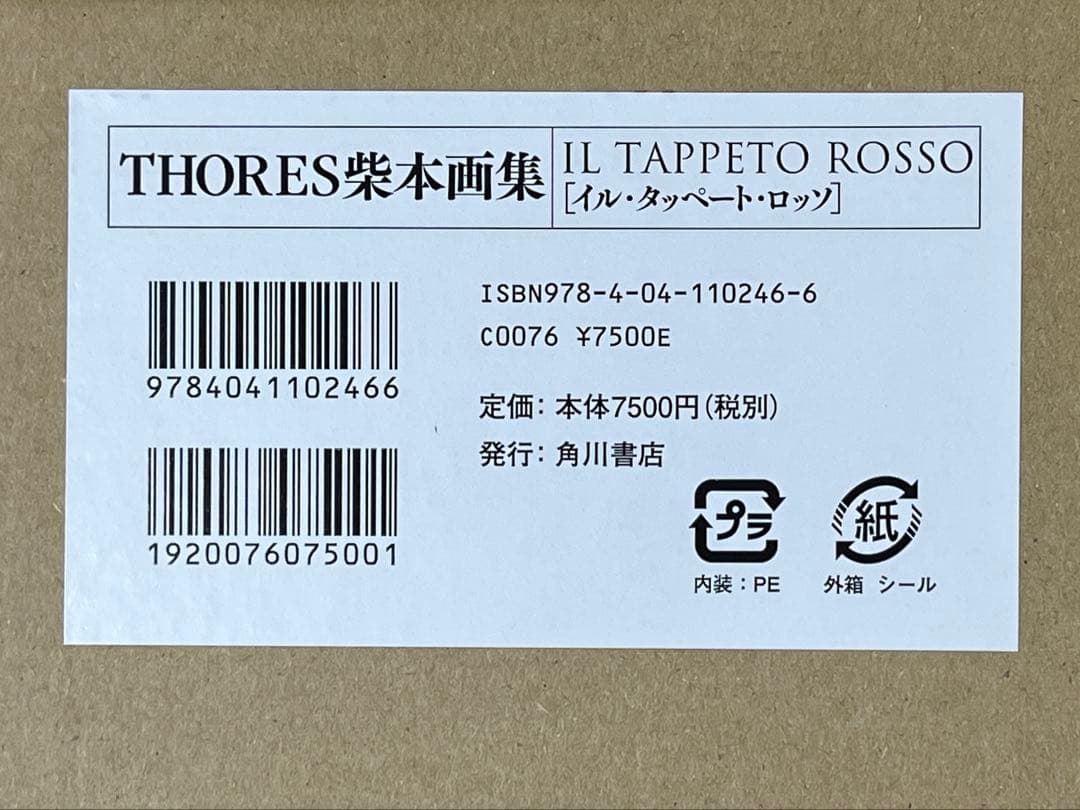 THORES柴本画集
IL TAPPETO ROSSO
[イル・タッペート・ロッソ]
ISBN978-4-04-110246-6
C0076 ¥7500E
9784041102466
定価：本体7500円（税別）
発行：角川書店
1920076075001
プラ
紙
内装：PE
外箱 シール